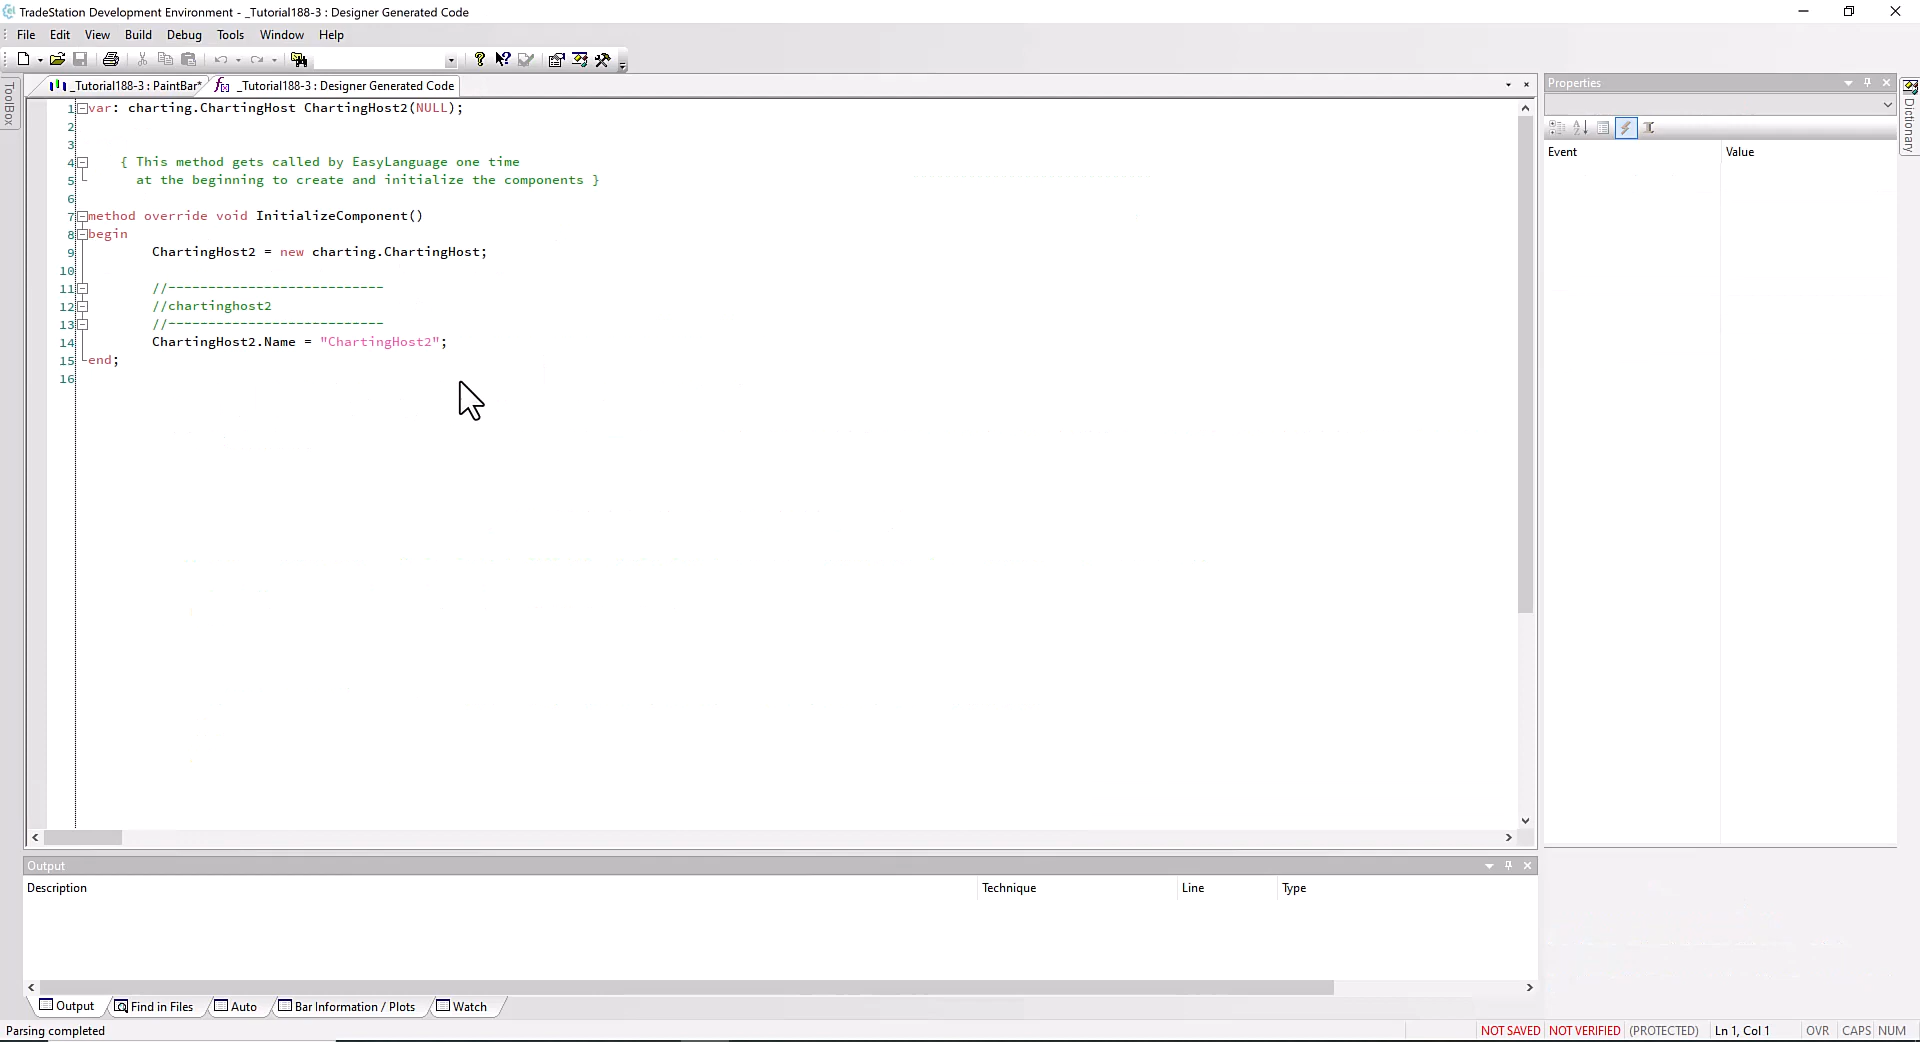 TradeStation Development Environment - _Tutorial188-3 : Designer Generated Code
File Edit View Build Debug Tools Window Help
_Tutorial188-3 : PaintBar* _Tutorial188-3 : Designer Generated Code
ToolBox
1 var: charting.ChartingHost ChartingHost2(NULL);
2
3
4 { This method gets called by EasyLanguage one time
5 at the beginning to create and initialize the components }
6
7 method override void InitializeComponent()
8 begin
9 ChartingHost2 = new charting.ChartingHost;
10
11 //---------------------------
12 //chartinghost2
13 //---------------------------
14 ChartingHost2.Name = "ChartingHost2";
15 end;
16
Properties
Event Value
Dictionary
Output
Description Technique Line Type
Output Find in Files Auto Bar Information / Plots Watch
Parsing completed NOT SAVED NOT VERIFIED (PROTECTED) Ln 1, Col 1 OVR CAPS NUM